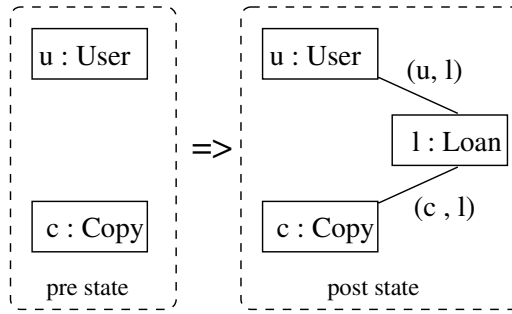 u : User
c : Copy
pre state
=>
u : User
(u, l)
l : Loan
(c , l)
c : Copy
post state